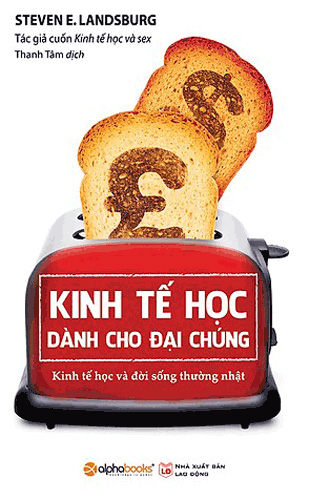 STEVEN E. LANDSBURG
Tác giả cuốn Kinh tế học và sex
Thanh Tâm dịch
$
£
KINH TẾ HỌC
DÀNH CHO ĐẠI CHÚNG
Kinh tế học và đời sống thường nhật
alphabooks
NHÀ XUẤT BẢN
LAO ĐỘNG